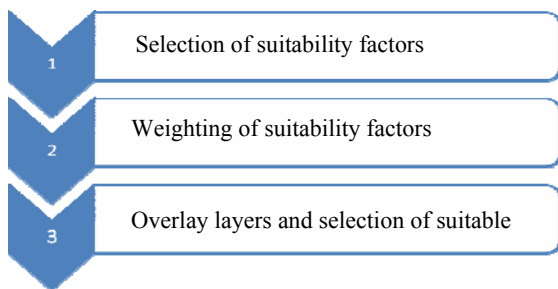 1 Selection of suitability factors
2 Weighting of suitability factors
3 Overlay layers and selection of suitable